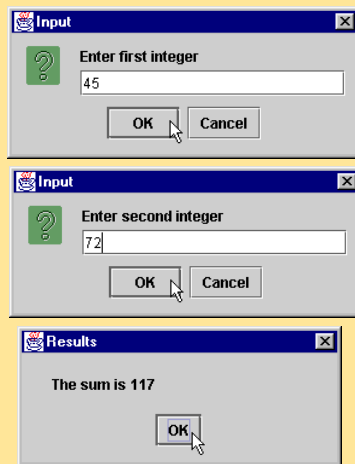 Input
Enter first integer
45
OK Cancel
Input
Enter second integer
72
OK Cancel
Results
The sum is 117
OK